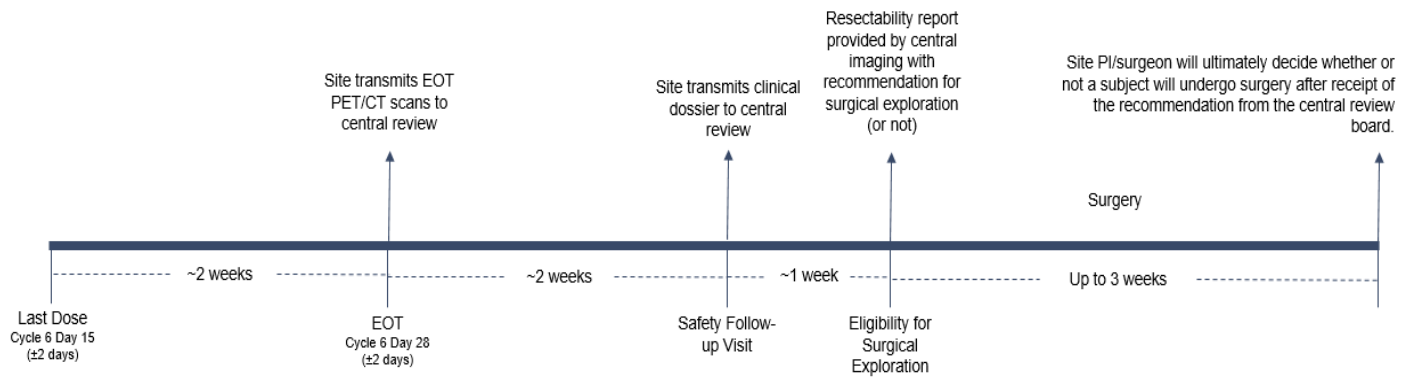 Site transmits EOT
PET/CT scans to
central review
Site transmits clinical
dossier to central
review
Resectability report
provided by central
imaging with
recommendation for
surgical exploration
(or not)
Site PI/surgeon will ultimately decide whether or
not a subject will undergo surgery after receipt of
the recommendation from the central review
board.
Surgery
~2 weeks
~2 weeks
~1 week
Up to 3 weeks
Last Dose
Cycle 6 Day 15
(±2 days)
EOT
Cycle 6 Day 28
(±2 days)
Safety Follow-
up Visit
Eligibility for
Surgical
Exploration